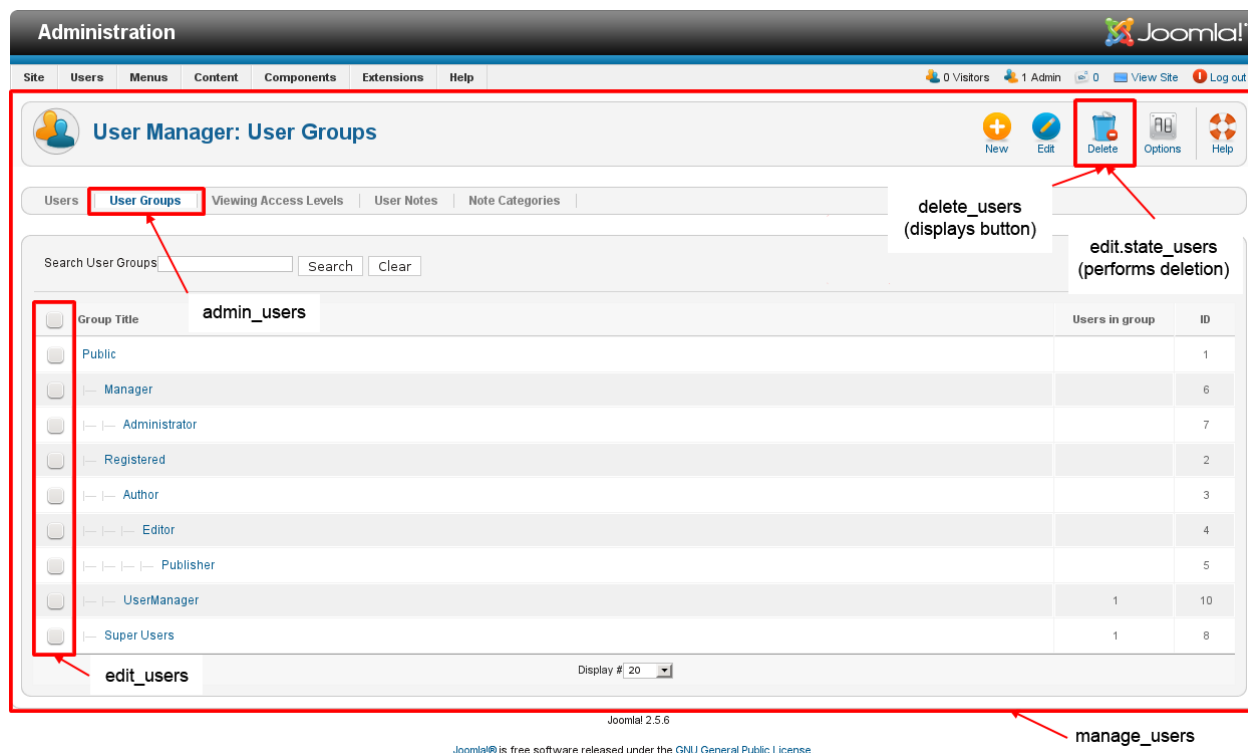 Administration
Joomla!
Site Users Menus Content Components Extensions Help
0 Visitors 1 Admin 0 View Site Log out
User Manager: User Groups
New Edit Delete Options Help
Users User Groups Viewing Access Levels User Notes Note Categories
delete_users
(displays button)
edit.state_users
(performs deletion)
Search User Groups Search Clear
admin_users
Group Title Users in group ID
Public 1
Manager 6
Administrator 7
Registered 2
Author 3
Editor 4
Publisher 5
UserManager 1 10
Super Users 1 8
edit_users
Display # 20
Joomla! 2.5.6
manage_users
Joomla!® is free software released under the GNU General Public License